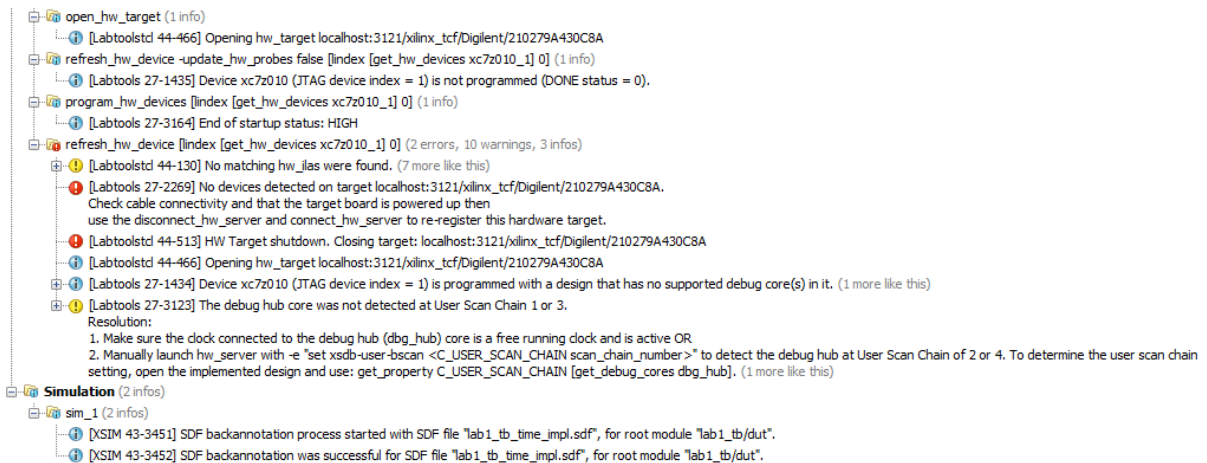 open_hw_target (1 info)
[Labtoolstcl 44-466] Opening hw_target localhost:3121/xilinx_tcf/Digilent/210279A430C8A
refresh_hw_device -update_hw_probes false [lindex [get_hw_devices xc7z010_1] 0] (1 info)
[Labtools 27-1435] Device xc7z010 (JTAG device index = 1) is not programmed (DONE status = 0).
program_hw_devices [lindex [get_hw_devices xc7z010_1] 0] (1 info)
[Labtools 27-3164] End of startup status: HIGH
refresh_hw_device [lindex [get_hw_devices xc7z010_1] 0] (2 errors, 10 warnings, 3 infos)
[Labtoolstcl 44-130] No matching hw_ilas were found. (7 more like this)
[Labtools 27-2269] No devices detected on target localhost:3121/xilinx_tcf/Digilent/210279A430C8A.
Check cable connectivity and that the target board is powered up then
use the disconnect_hw_server and connect_hw_server to re-register this hardware target.
[Labtoolstcl 44-513] HW Target shutdown. Closing target: localhost:3121/xilinx_tcf/Digilent/210279A430C8A
[Labtoolstcl 44-466] Opening hw_target localhost:3121/xilinx_tcf/Digilent/210279A430C8A
[Labtools 27-1434] Device xc7z010 (JTAG device index = 1) is programmed with a design that has no supported debug core(s) in it. (1 more like this)
[Labtools 27-3123] The debug hub core was not detected at User Scan Chain 1 or 3.
Resolution:
1. Make sure the clock connected to the debug hub (dbg_hub) core is a free running clock and is active OR
2. Manually launch hw_server with -e "set xsdb-user-bscan <C_USER_SCAN_CHAIN scan_chain_number>" to detect the debug hub at User Scan Chain of 2 or 4. To determine the user scan chain
setting, open the implemented design and use: get_property C_USER_SCAN_CHAIN [get_debug_cores dbg_hub]. (1 more like this)
Simulation (2 infos)
sim_1 (2 infos)
[XSIM 43-3451] SDF backannotation process started with SDF file "lab1_tb_time_impl.sdf", for root module "lab1_tb/dut".
[XSIM 43-3452] SDF backannotation was successful for SDF file "lab1_tb_time_impl.sdf", for root module "lab1_tb/dut".